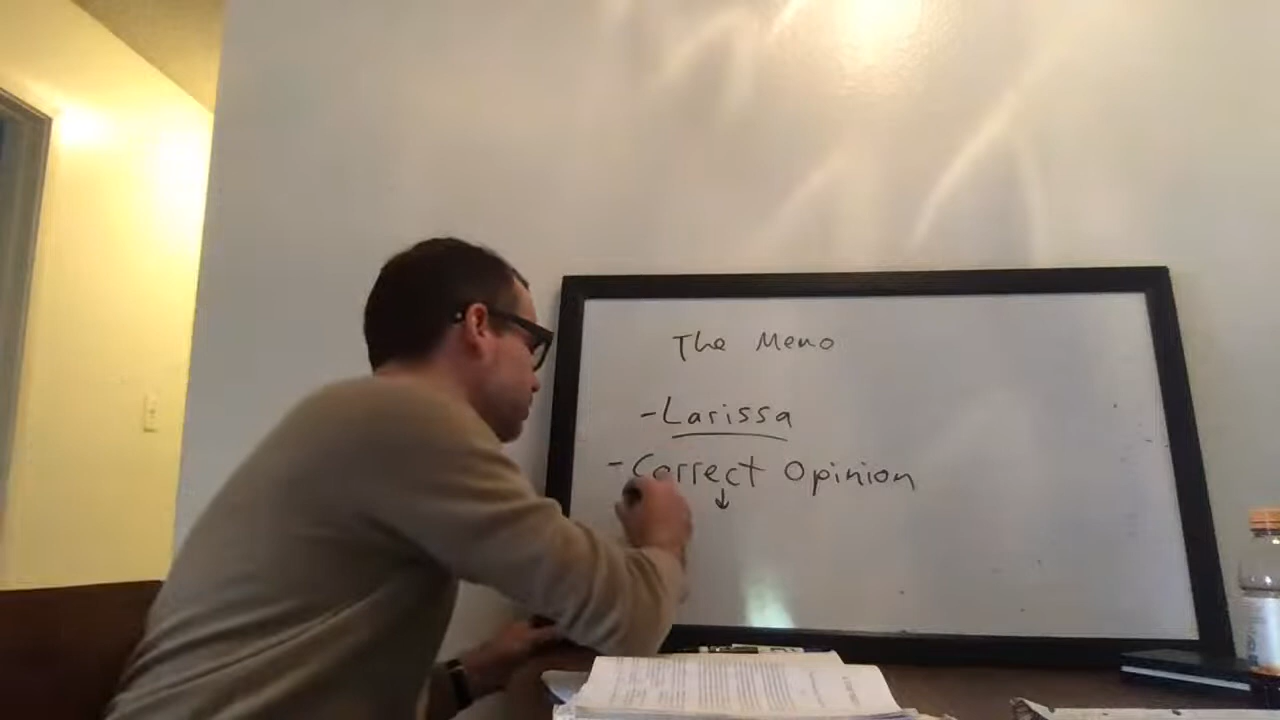 The Meno
-Larissa
-Correct Opinion
↓